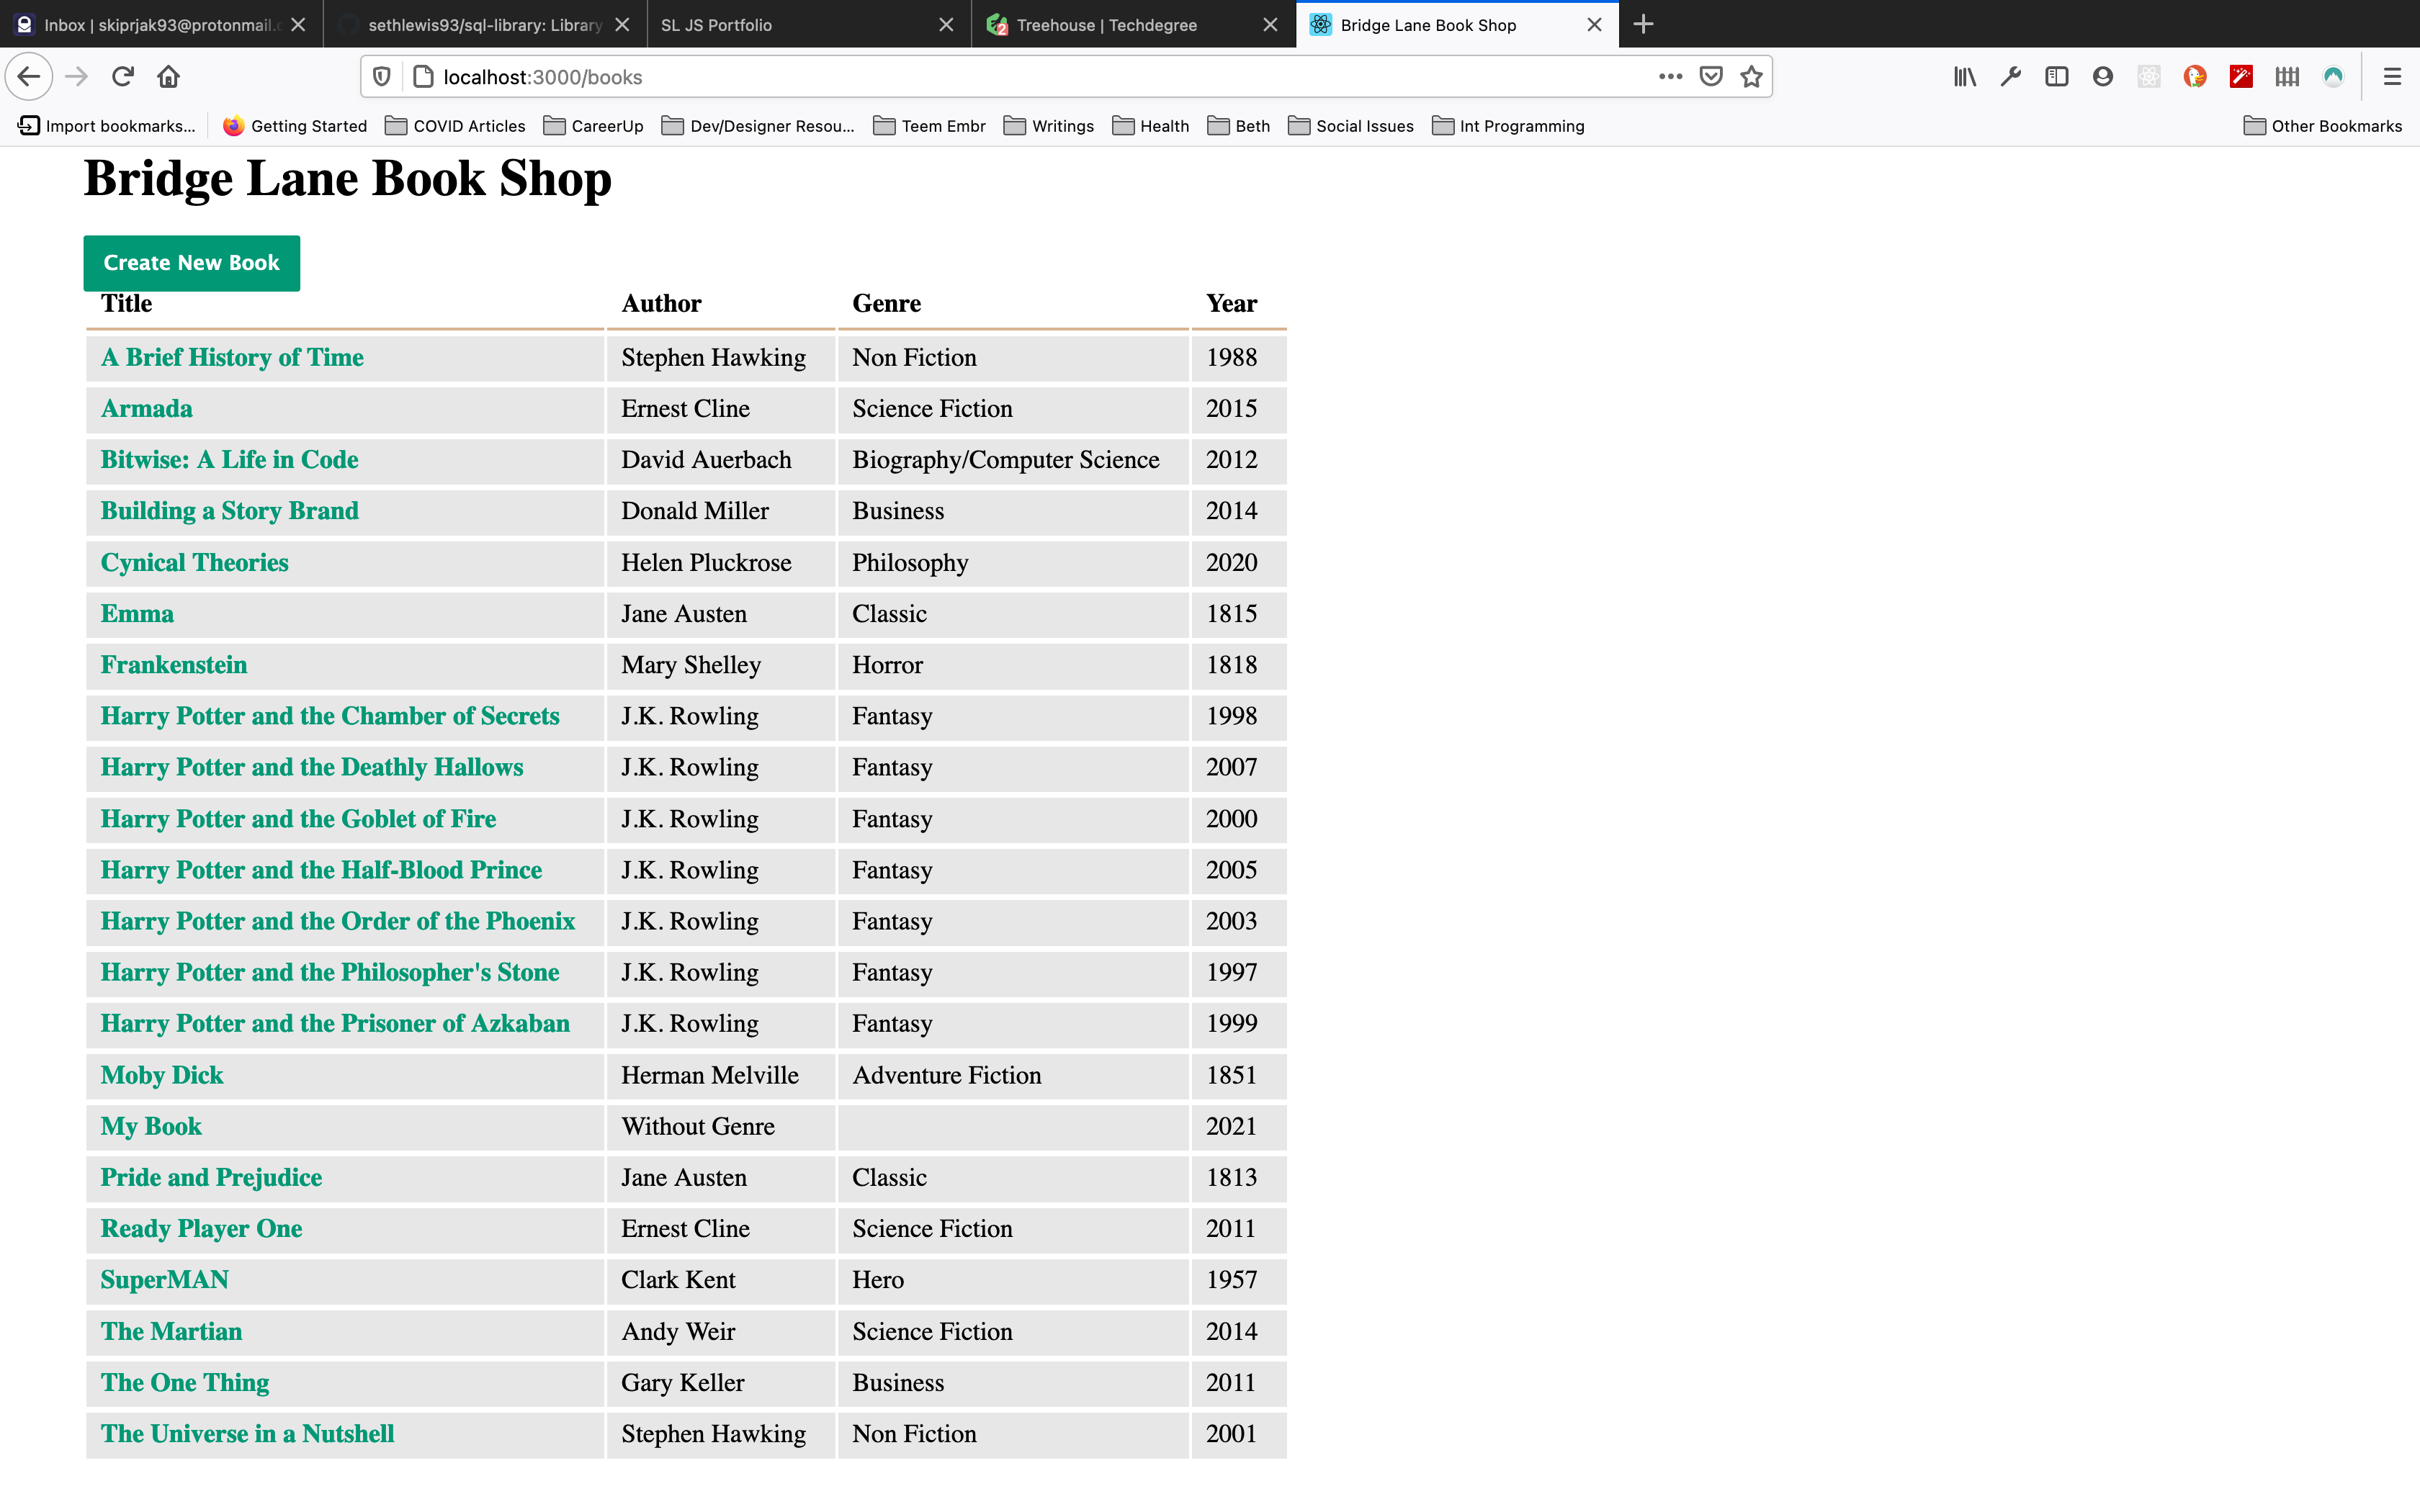 Inbox | skiprjak93@protonmail.c sethlewis93/sql-library: Library SL JS Portfolio Treehouse | Techdegree Bridge Lane Book Shop
localhost:3000/books
Import bookmarks... Getting Started COVID Articles CareerUp Dev/Designer Resou... Teem Embr Writings Health Beth Social Issues Int Programming Other Bookmarks
Bridge Lane Book Shop
Create New Book
Title Author Genre Year
A Brief History of Time Stephen Hawking Non Fiction 1988
Armada Ernest Cline Science Fiction 2015
Bitwise: A Life in Code David Auerbach Biography/Computer Science 2012
Building a Story Brand Donald Miller Business 2014
Cynical Theories Helen Pluckrose Philosophy 2020
Emma Jane Austen Classic 1815
Frankenstein Mary Shelley Horror 1818
Harry Potter and the Chamber of Secrets J.K. Rowling Fantasy 1998
Harry Potter and the Deathly Hallows J.K. Rowling Fantasy 2007
Harry Potter and the Goblet of Fire J.K. Rowling Fantasy 2000
Harry Potter and the Half-Blood Prince J.K. Rowling Fantasy 2005
Harry Potter and the Order of the Phoenix J.K. Rowling Fantasy 2003
Harry Potter and the Philosopher's Stone J.K. Rowling Fantasy 1997
Harry Potter and the Prisoner of Azkaban J.K. Rowling Fantasy 1999
Moby Dick Herman Melville Adventure Fiction 1851
My Book Without Genre 2021
Pride and Prejudice Jane Austen Classic 1813
Ready Player One Ernest Cline Science Fiction 2011
SuperMAN Clark Kent Hero 1957
The Martian Andy Weir Science Fiction 2014
The One Thing Gary Keller Business 2011
The Universe in a Nutshell Stephen Hawking Non Fiction 2001